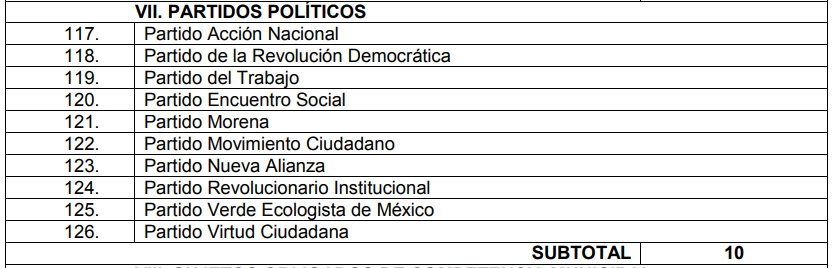 VII. PARTIDOS POLÍTICOS
117. Partido Acción Nacional
118. Partido de la Revolución Democrática
119. Partido del Trabajo
120. Partido Encuentro Social
121. Partido Morena
122. Partido Movimiento Ciudadano
123. Partido Nueva Alianza
124. Partido Revolucionario Institucional
125. Partido Verde Ecologista de México
126. Partido Virtud Ciudadana
SUBTOTAL 10